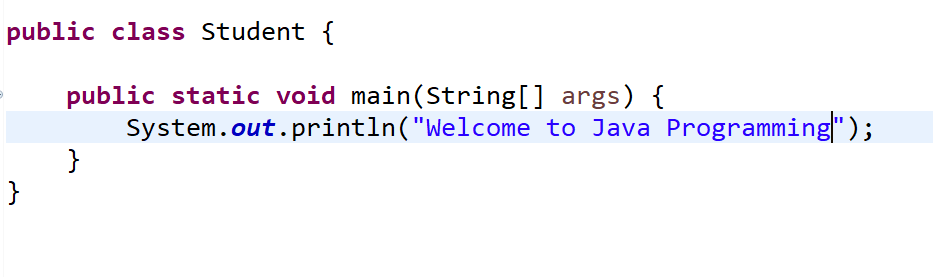 public class Student {
public static void main(String[] args) {
System.out.println("Welcome to Java Programming");
}
}